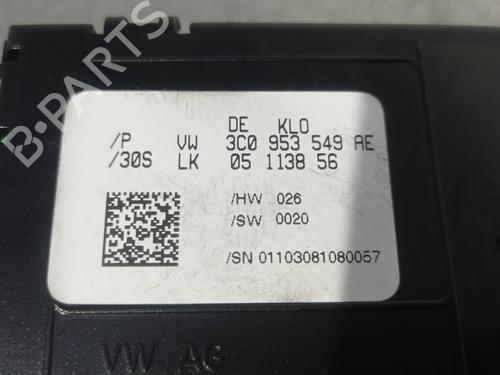 DE KLO
/P VW 3C0 953 549 AE
/30S LK 05 1138 56
/HW 026
/SW 0020
/SN 01103081080057
VW AG
B-PARTS